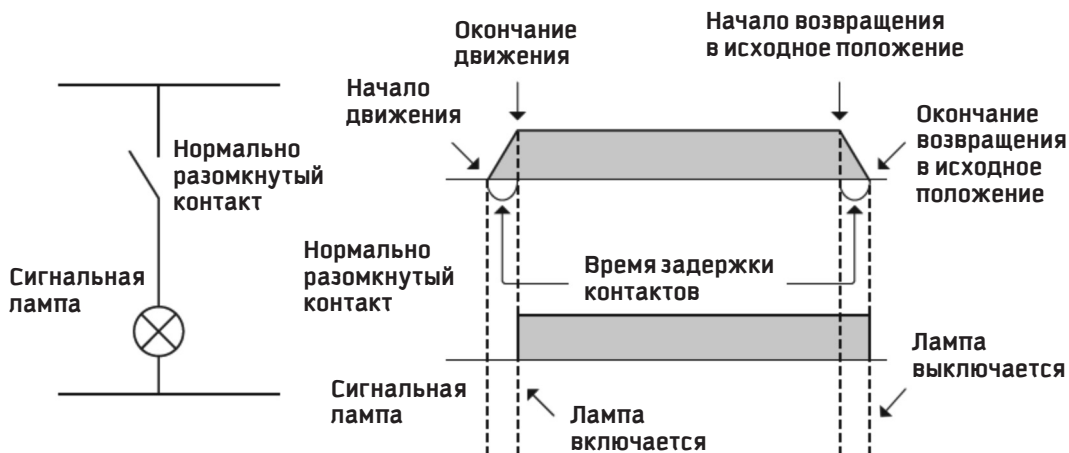 Нормально
разомкнутый
контакт
Сигнальная
лампа
Окончание
движения
Начало возвращения
в исходное положение
Начало
движения
Окончание
возвращения
в исходное
положение
Нормально
разомкнутый
контакт
Время задержки
контактов
Сигнальная
лампа
Лампа
включается
Лампа
выключается